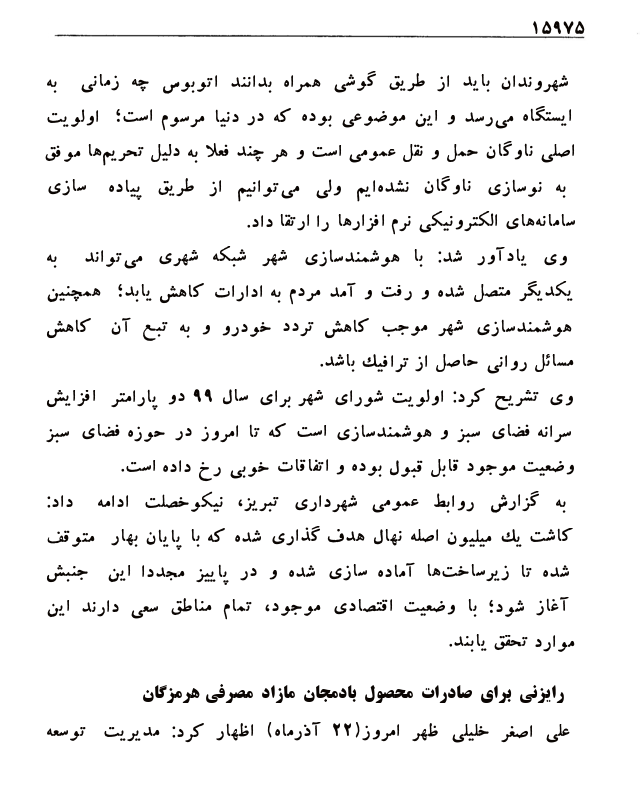 ۱۵۹۷۵
شهروندان باید از طریق گوشی همراه بدانند اتوبوس چه زمانی به
ایستگاه می‌رسد و این موضوعی بوده که در دنیا مرسوم است؛ اولویت
اصلی ناوگان حمل و نقل عمومی است و هر چند فعلا به دلیل تحریم‌ها موفق
به نوسازی ناوگان نشده‌ایم ولی می‌توانیم از طریق پیاده سازی
سامانه‌های الکترونیکی نرم افزارها را ارتقا داد.
وی یادآور شد: با هوشمندسازی شهر شبکه شهری می‌تواند به
یکدیگر متصل شده و رفت و آمد مردم به ادارات کاهش یابد؛ همچنین
هوشمندسازی شهر موجب کاهش تردد خودرو و به تبع آن کاهش
مسائل روانی حاصل از ترافیك باشد.
وی تشریح کرد: اولویت شورای شهر برای سال ۹۹ دو پارامتر افزایش
سرانه فضای سبز و هوشمندسازی است که تا امروز در حوزه فضای سبز
وضعیت موجود قابل قبول بوده و اتفاقات خوبی رخ داده است.
به گزارش روابط عمومی شهرداری تبریز، نیکوخصلت ادامه داد:
کاشت یك میلیون اصله نهال هدف گذاری شده که با پایان بهار متوقف
شده تا زیرساخت‌ها آماده سازی شده و در پاییز مجددا این جنبش
آغاز شود؛ با وضعیت اقتصادی موجود، تمام مناطق سعی دارند این
موارد تحقق یابند.
رایزنی برای صادرات محصول بادمجان مازاد مصرفی هرمزگان
علی اصغر خلیلی ظهر امروز(۲۲ آذرماه) اظهار کرد: مدیریت توسعه